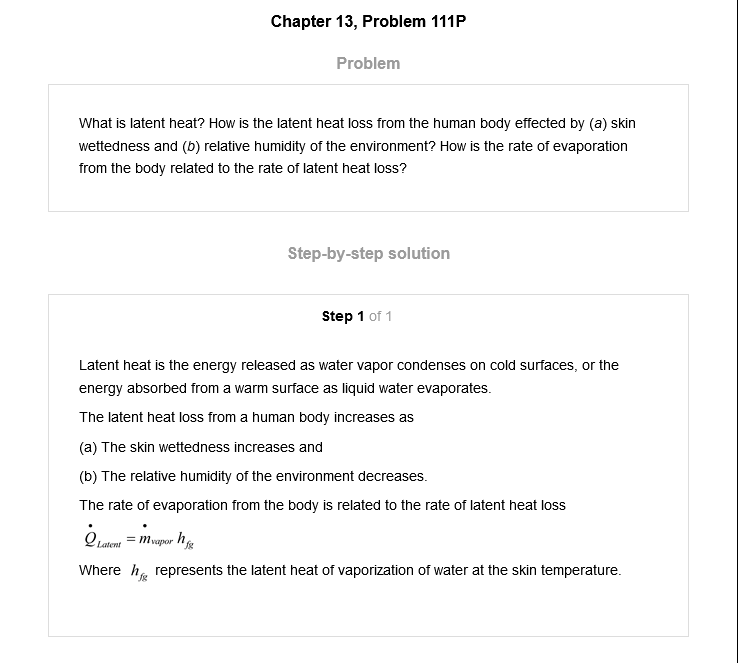 Chapter 13, Problem 111P
Problem
What is latent heat? How is the latent heat loss from the human body effected by (a) skin
wettedness and (b) relative humidity of the environment? How is the rate of evaporation
from the body related to the rate of latent heat loss?
Step-by-step solution
Step 1 of 1
Latent heat is the energy released as water vapor condenses on cold surfaces, or the
energy absorbed from a warm surface as liquid water evaporates.
The latent heat loss from a human body increases as
(a) The skin wettedness increases and
(b) The relative humidity of the environment decreases.
The rate of evaporation from the body is related to the rate of latent heat loss
Q̇ Latent = ṁ vapor h fg
Where h fg represents the latent heat of vaporization of water at the skin temperature.